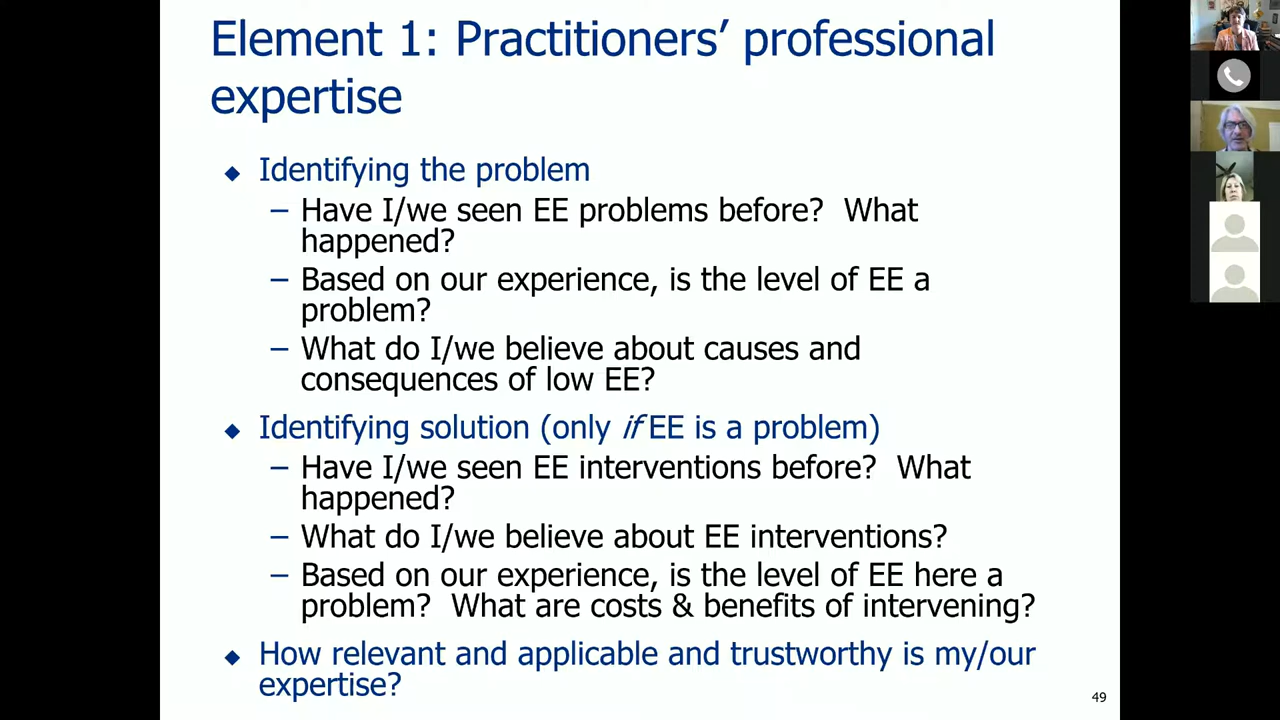 Element 1: Practitioners’ professional
expertise
◆ Identifying the problem
– Have I/we seen EE problems before?  What
happened?
– Based on our experience, is the level of EE a
problem?
– What do I/we believe about causes and
consequences of low EE?
◆ Identifying solution (only if EE is a problem)
– Have I/we seen EE interventions before?  What
happened?
– What do I/we believe about EE interventions?
– Based on our experience, is the level of EE here a
problem?  What are costs & benefits of intervening?
◆ How relevant and applicable and trustworthy is my/our
expertise?
49